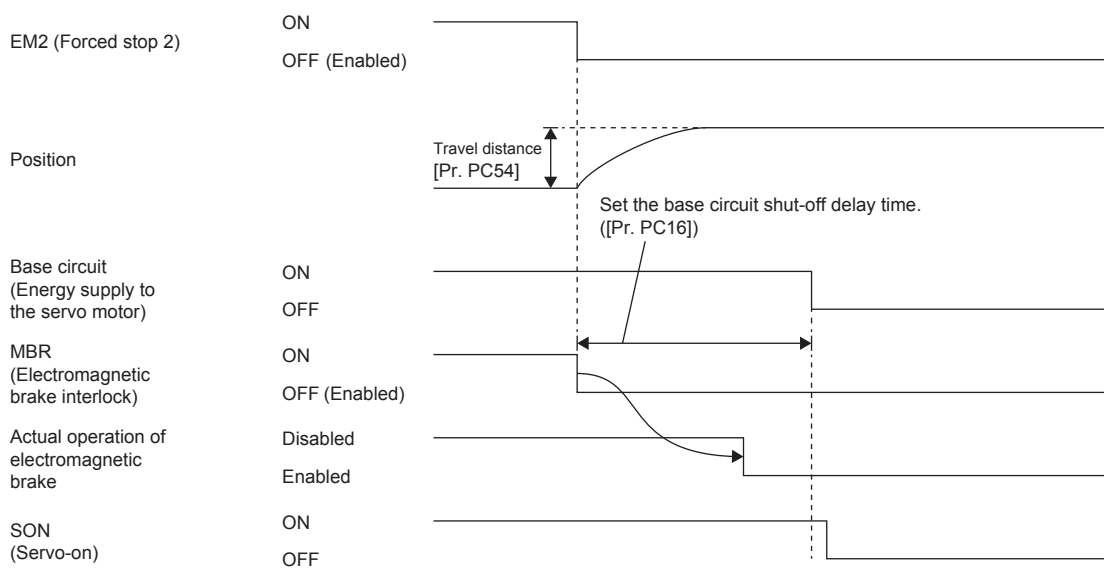 EM2 (Forced stop 2)
ON
OFF (Enabled)
Position
Travel distance
[Pr. PC54]
Set the base circuit shut-off delay time.
([Pr. PC16])
Base circuit
(Energy supply to
the servo motor)
ON
OFF
MBR
(Electromagnetic
brake interlock)
ON
OFF (Enabled)
Actual operation of
electromagnetic
brake
Disabled
Enabled
SON
(Servo-on)
ON
OFF